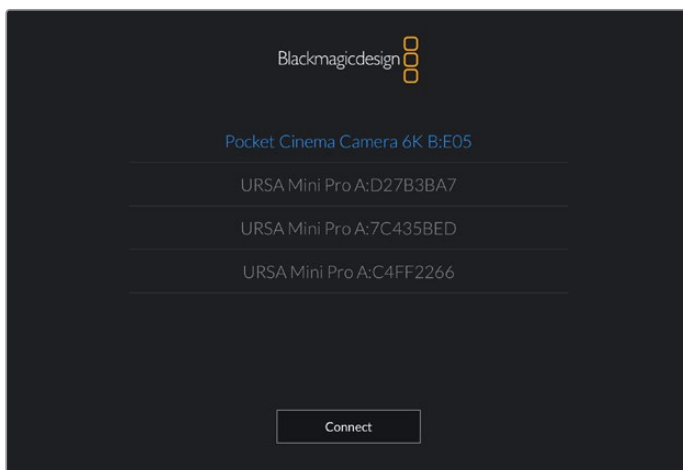 Blackmagicdesign
Pocket Cinema Camera 6K B:E05
URSA Mini Pro A:D27B3BA7
URSA Mini Pro A:7C435BED
URSA Mini Pro A:C4FF2266
Connect